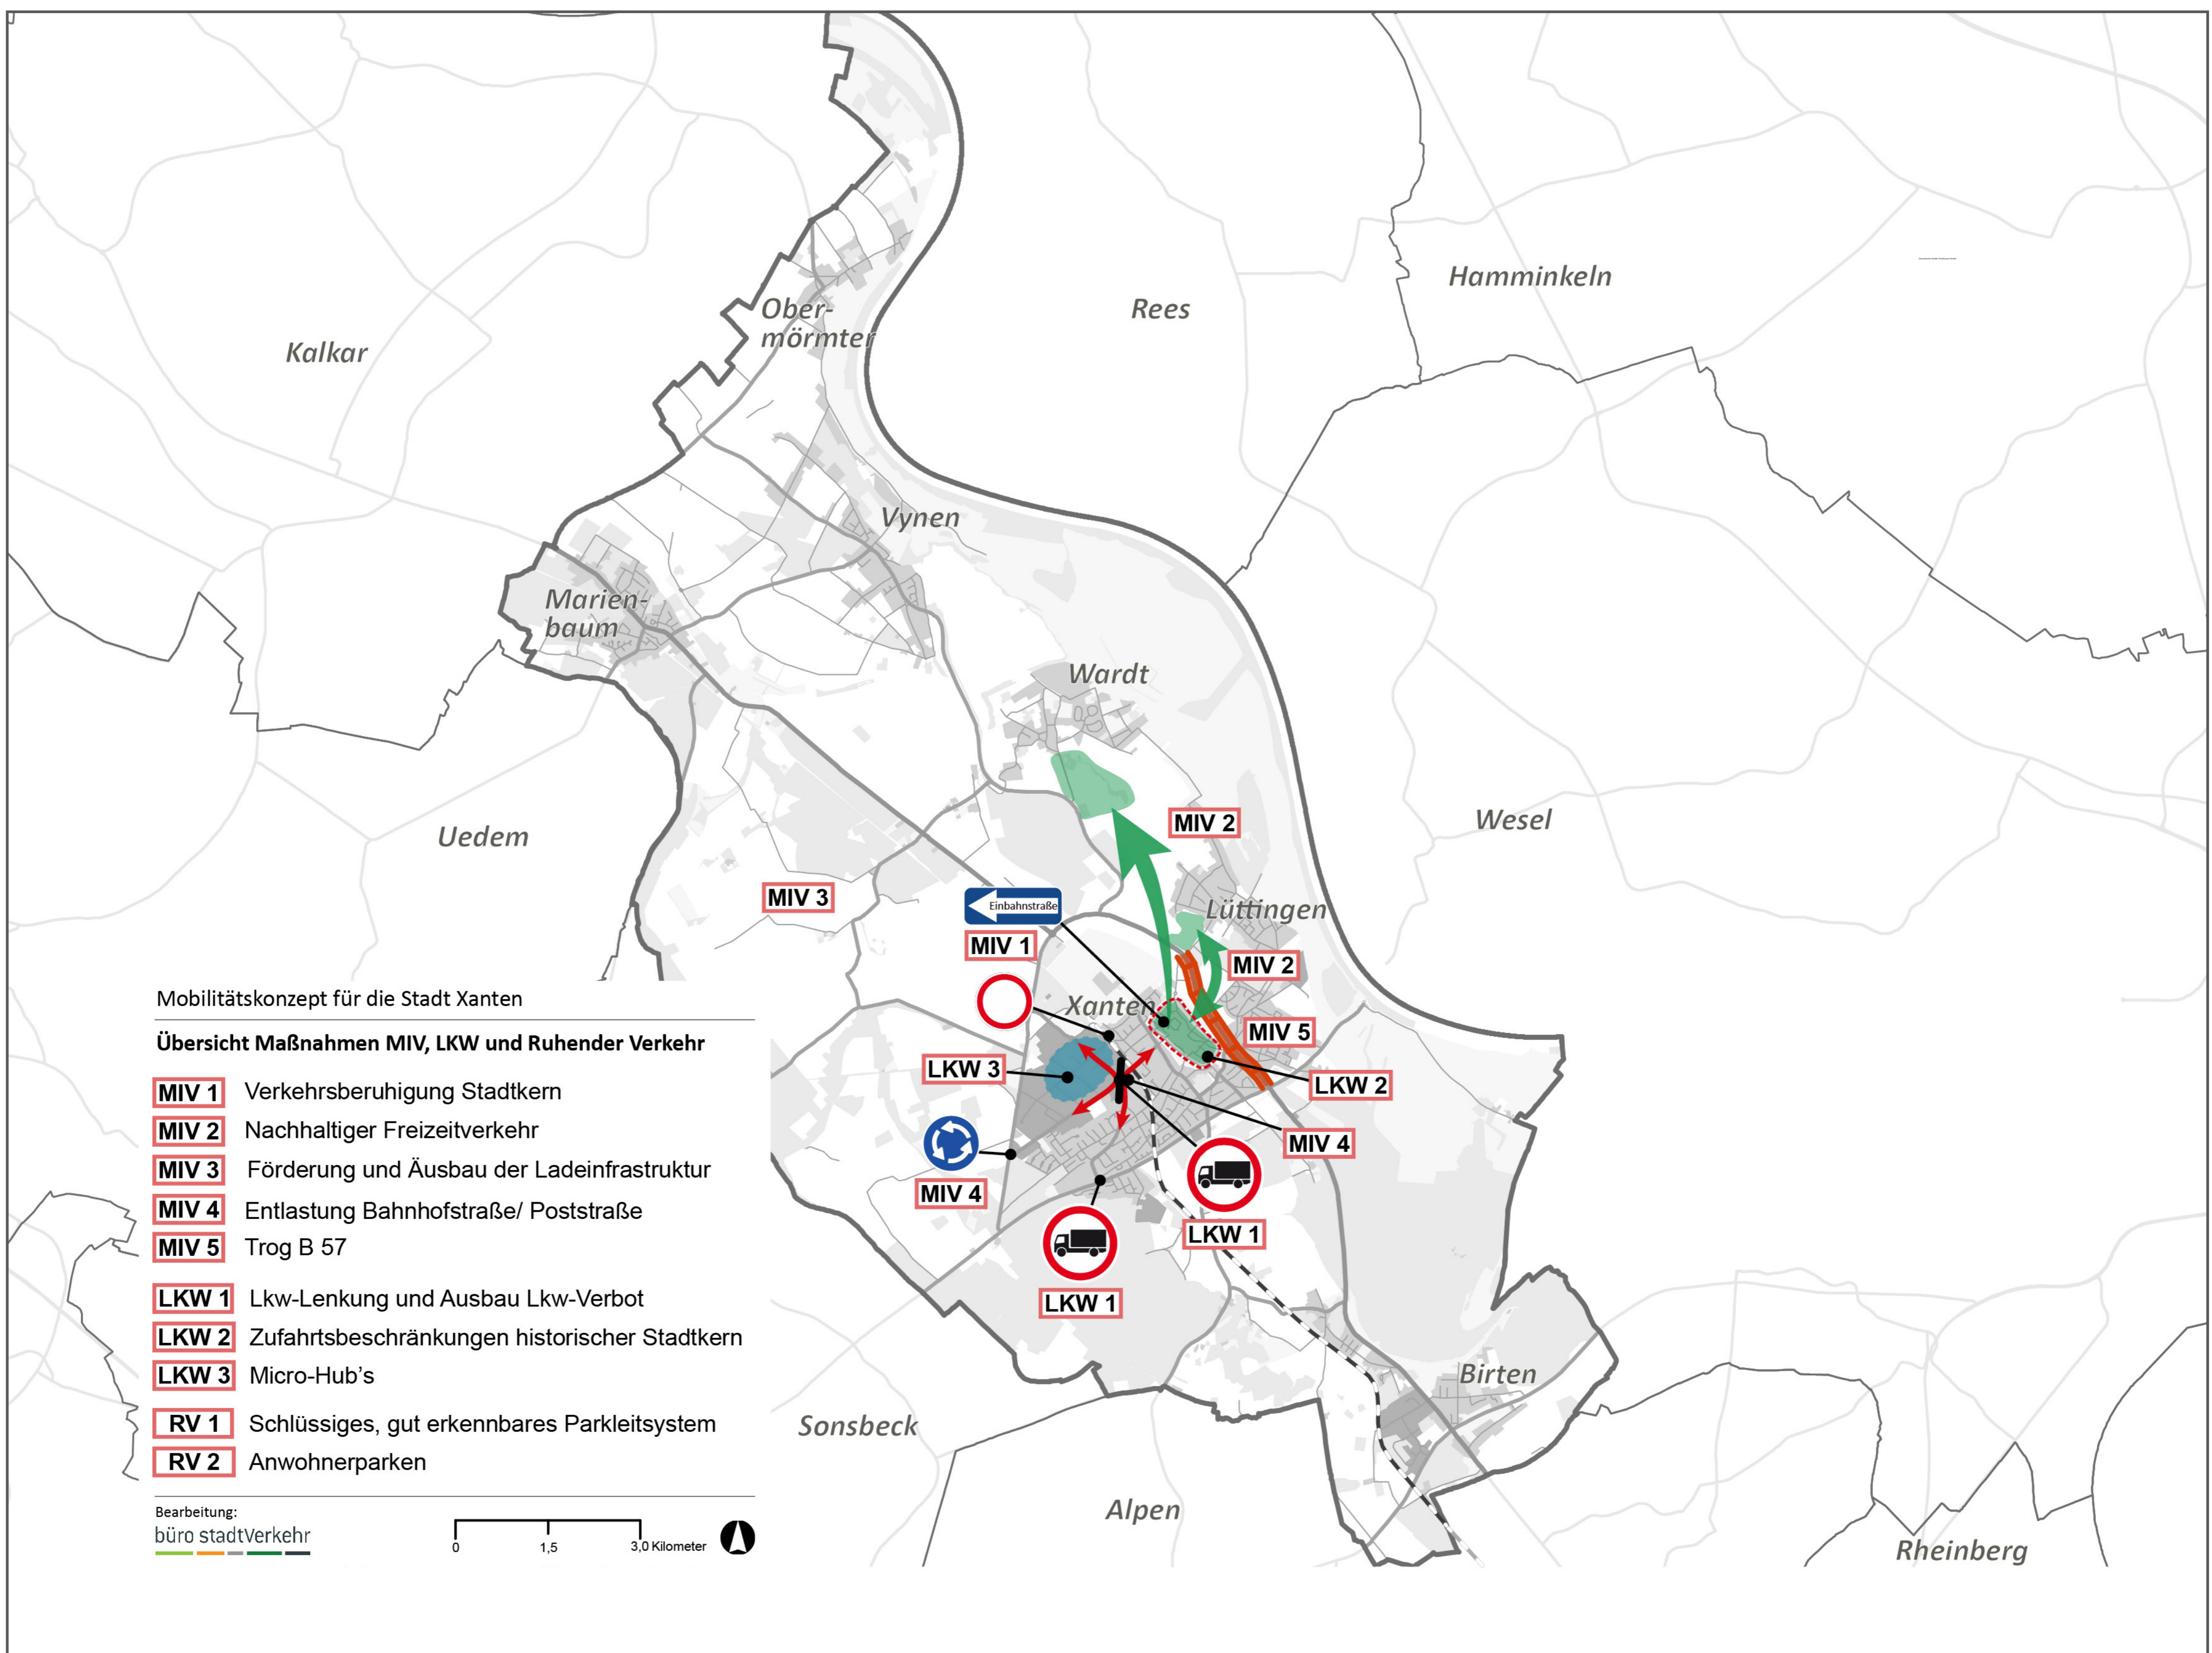 Hamminkeln
Rees
Ober-
mörmter
Kalkar
Vynen
Marien-
baum
Wardt
MIV 2
Wesel
Uedem
MIV 3
Einbahnstraße
Lüttingen
MIV 1
MIV 2
Xanten
MIV 5
LKW 3
LKW 2
MIV 4
MIV 4
LKW 1
LKW 1
Birten
Sonsbeck
Alpen
Rheinberg
Mobilitätskonzept für die Stadt Xanten
Übersicht Maßnahmen MIV, LKW und Ruhender Verkehr
MIV 1 Verkehrsberuhigung Stadtkern
MIV 2 Nachhaltiger Freizeitverkehr
MIV 3 Förderung und Äusbau der Ladeinfrastruktur
MIV 4 Entlastung Bahnhofstraße/ Poststraße
MIV 5 Trog B 57
LKW 1 Lkw-Lenkung und Ausbau Lkw-Verbot
LKW 2 Zufahrtsbeschränkungen historischer Stadtkern
LKW 3 Micro-Hub's
RV 1 Schlüssiges, gut erkennbares Parkleitsystem
RV 2 Anwohnerparken
Bearbeitung:
büro stadtVerkehr
0 1,5 3,0 Kilometer